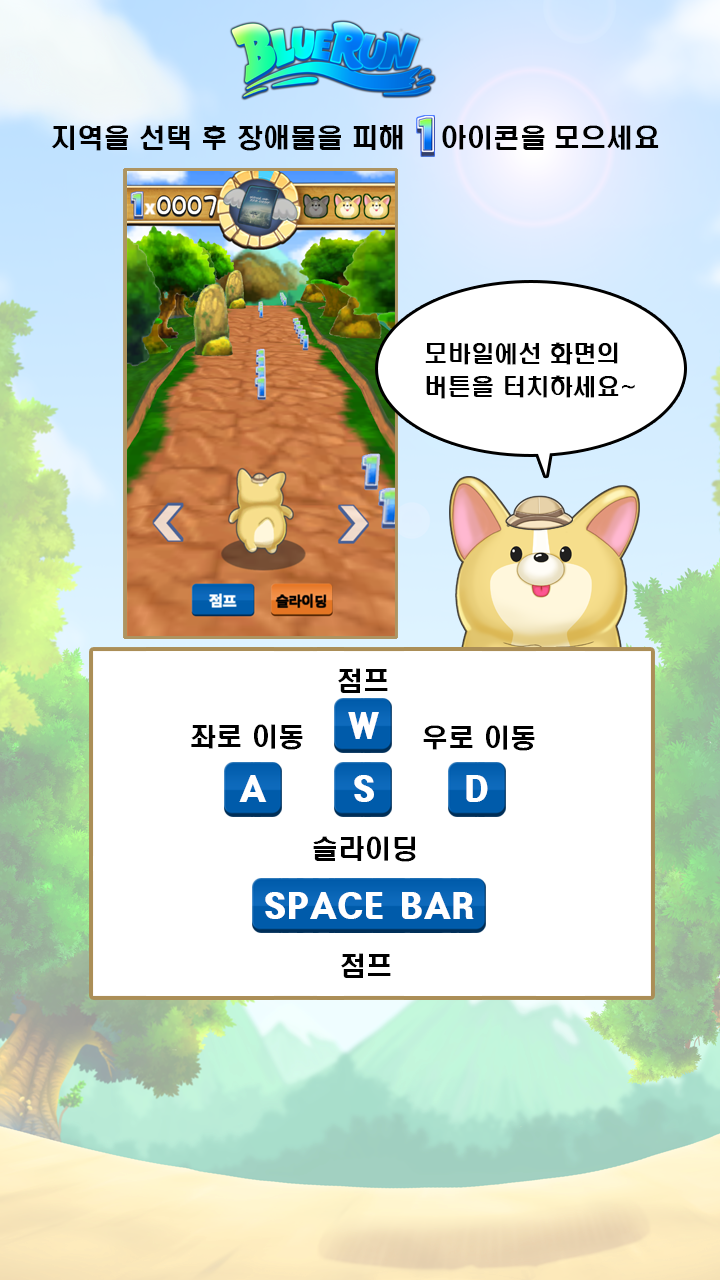 BLUERUN
지역을 선택 후 장애물을 피해 1 아이콘을 모으세요
1x0007
모바일에선 화면의
버튼을 터치하세요~
점프 슬라이딩
점프
좌로 이동 W 우로 이동
A S D
슬라이딩
SPACE BAR
점프